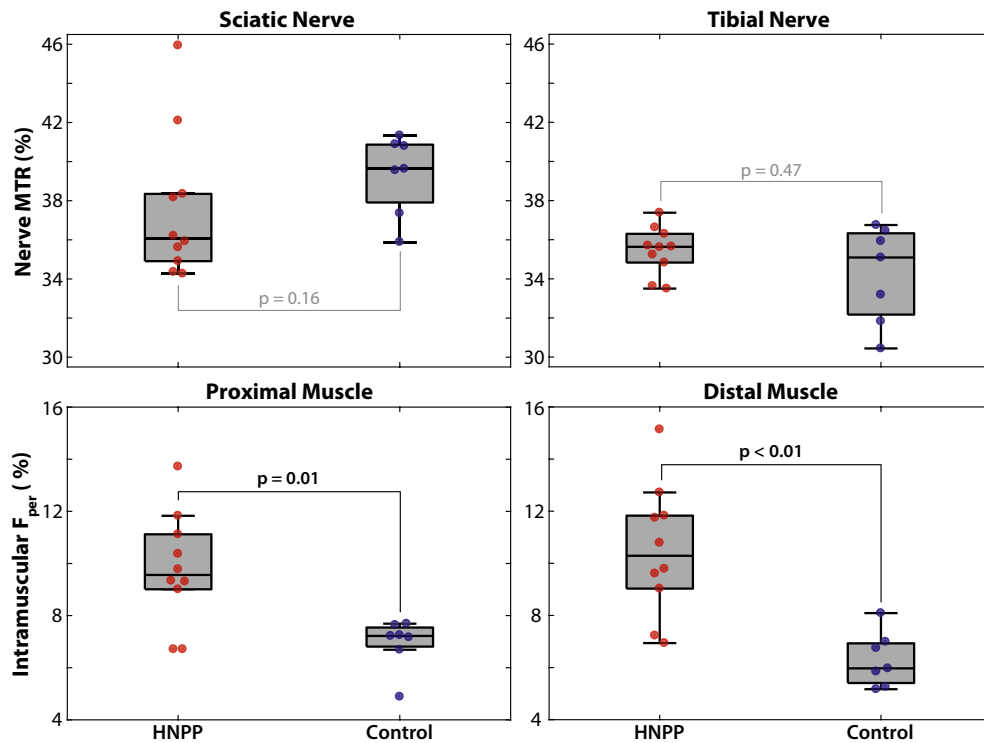 Sciatic Nerve
Tibial Nerve
Nerve MTR (%)
46
42
38
34
30
p = 0.16
46
42
38
34
30
p = 0.47
Proximal Muscle
Distal Muscle
Intramuscular Fper ( %)
16
12
8
4
p = 0.01
16
12
8
4
p < 0.01
HNPP
Control
HNPP
Control